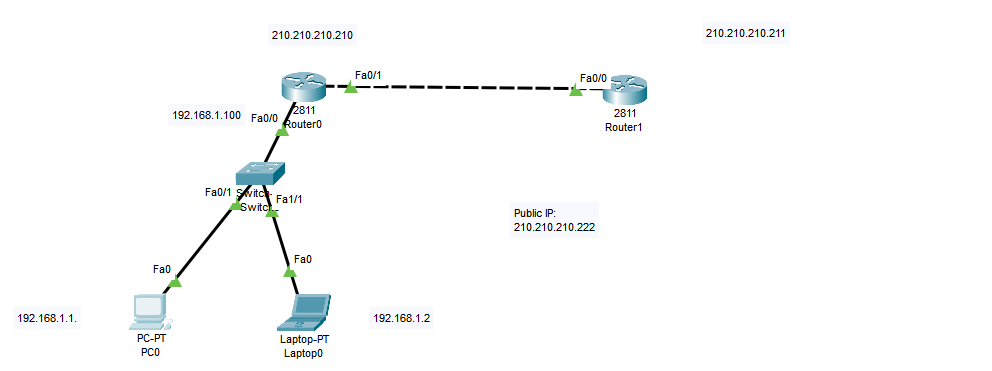 210.210.210.210
210.210.210.211
Fa0/1
Fa0/0
2811
Router0
2811
Router1
192.168.1.100
Fa0/0
Fa0/1
Fa1/1
Public IP:
210.210.210.222
Fa0
Fa0
192.168.1.1.
192.168.1.2
PC-PT
PC0
Laptop-PT
Laptop0